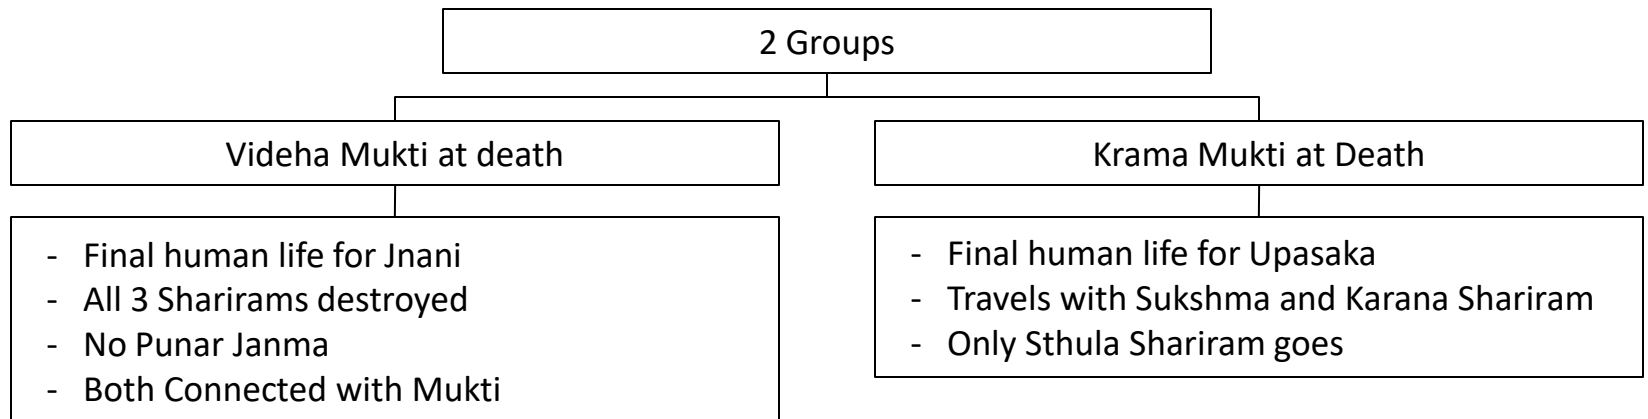 2 Groups
Videha Mukti at death
Krama Mukti at Death
- Final human life for Jnani
- All 3 Sharirams destroyed
- No Punar Janma
- Both Connected with Mukti
- Final human life for Upasaka
- Travels with Sukshma and Karana Shariram
- Only Sthula Shariram goes